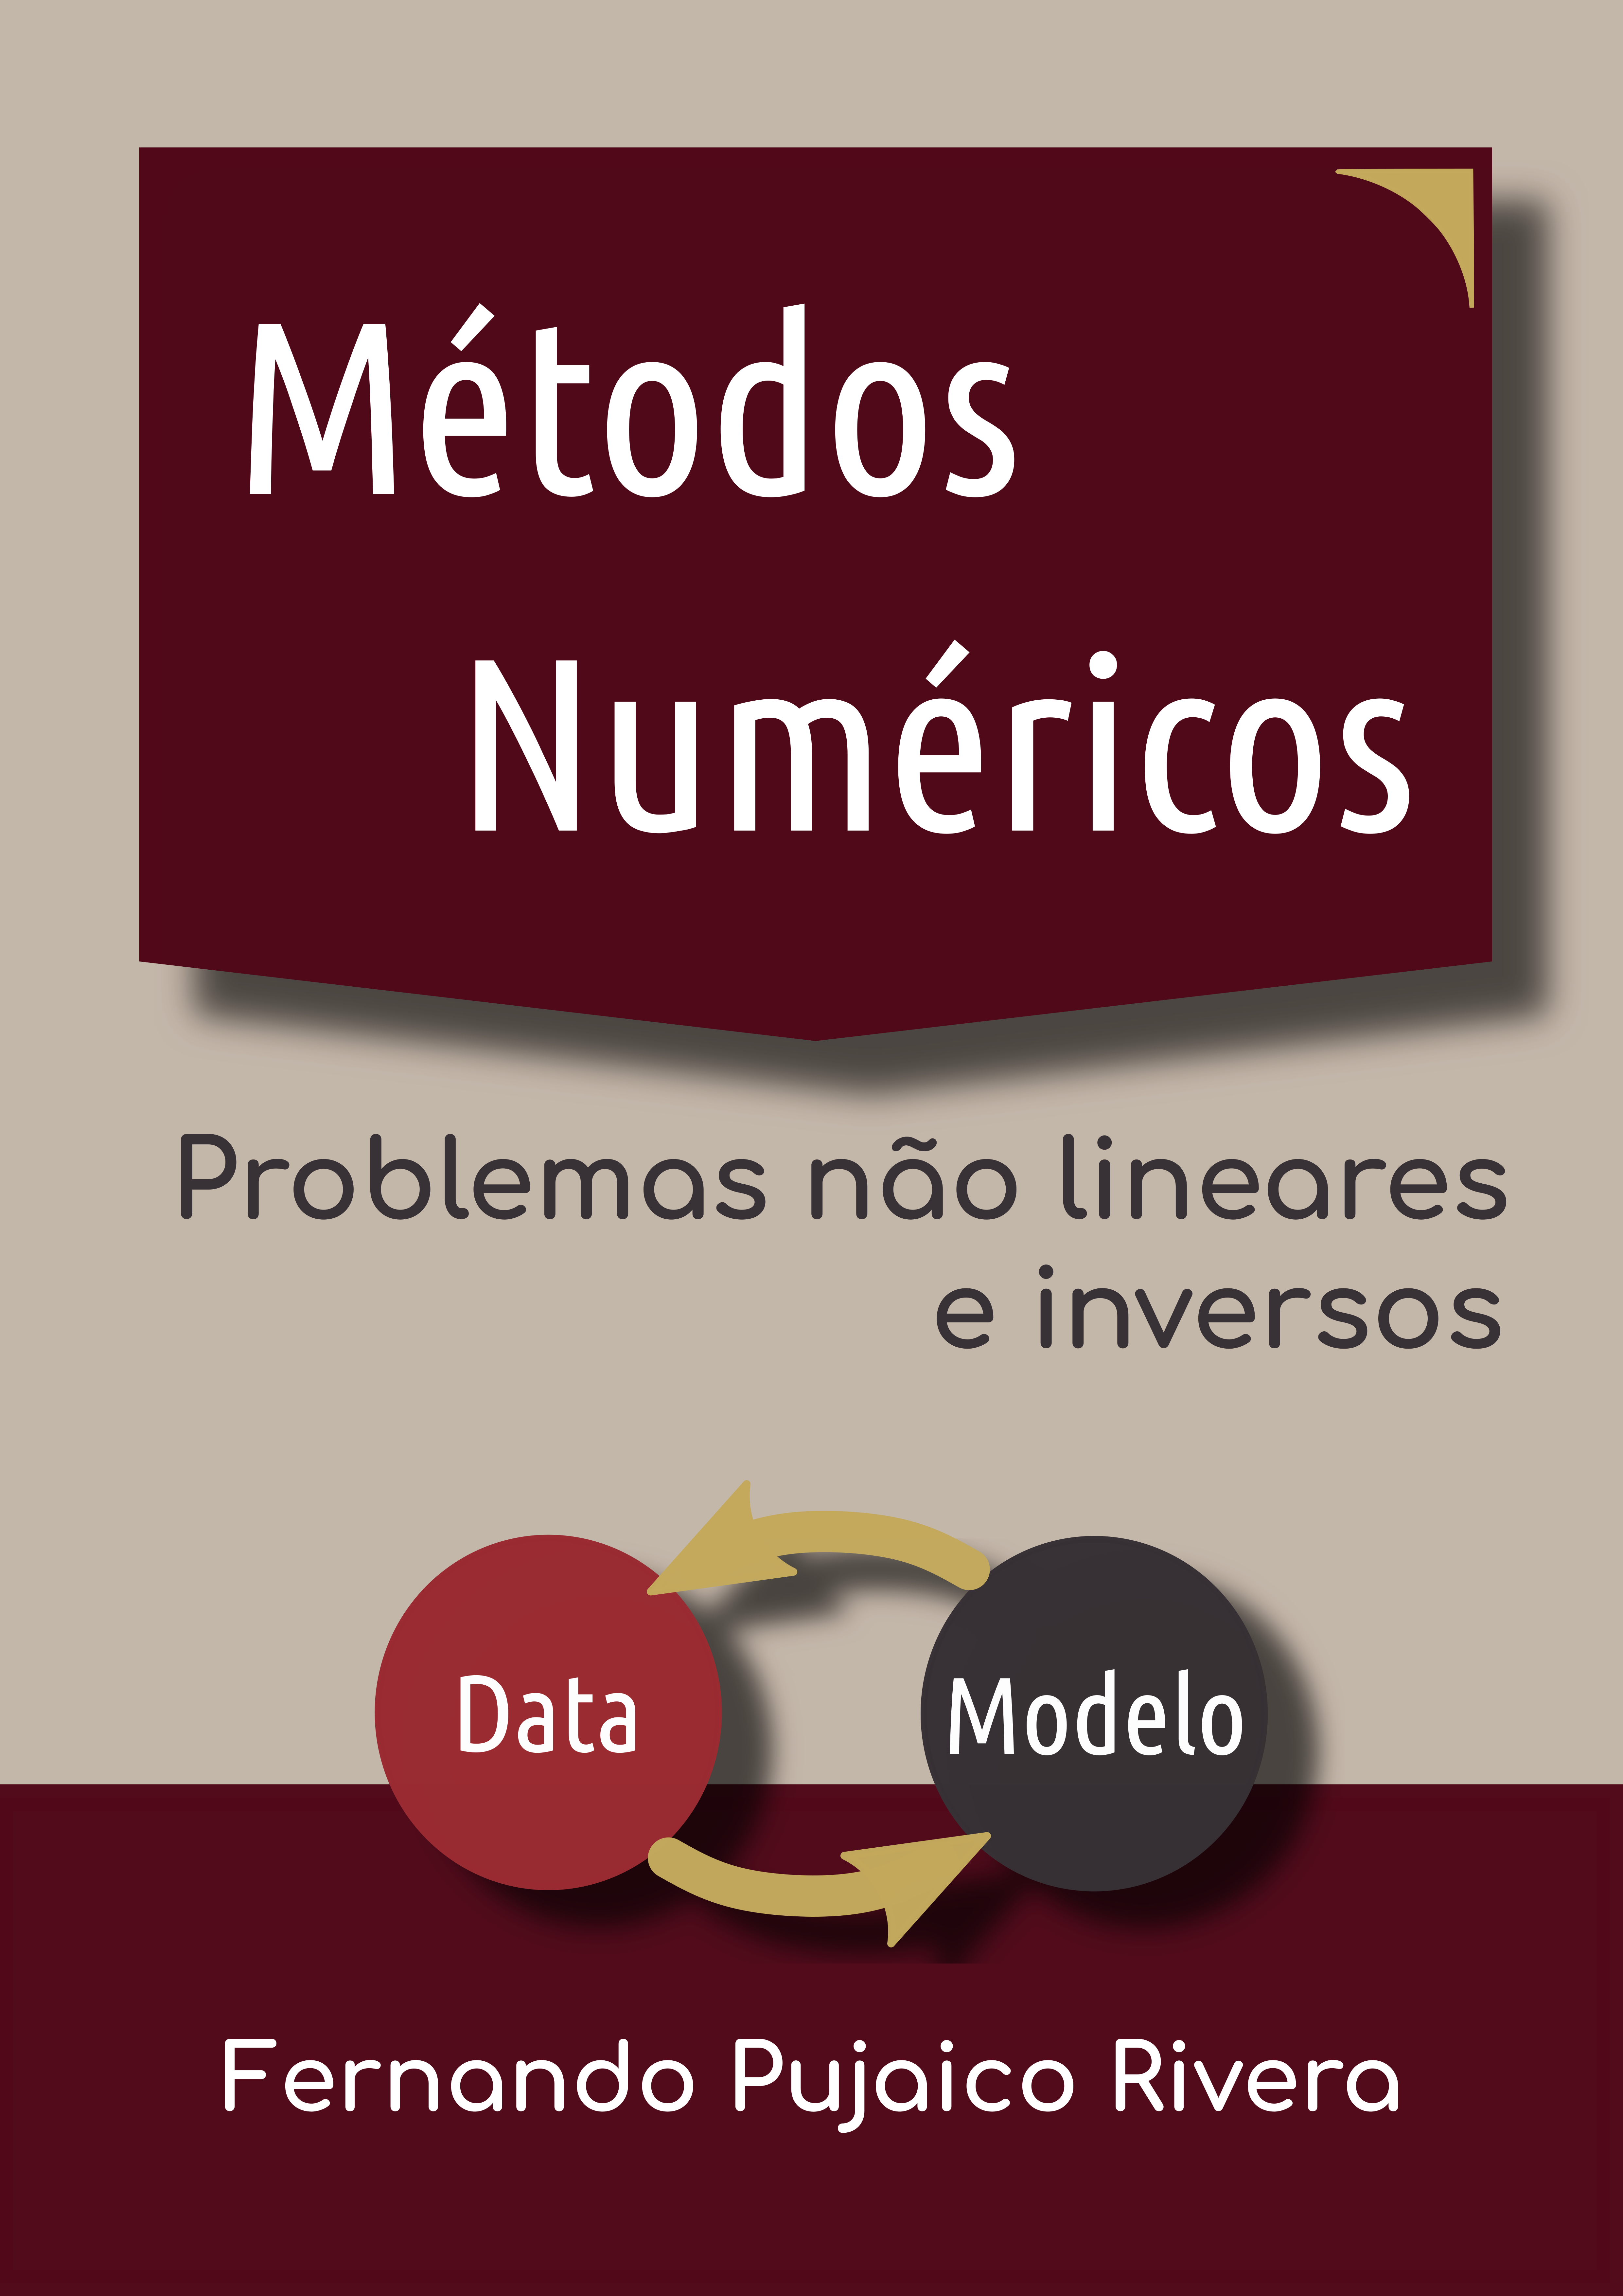 Métodos
Numéricos
Problemas não lineares
e inversos
Data
Modelo
Fernando Pujaico Rivera